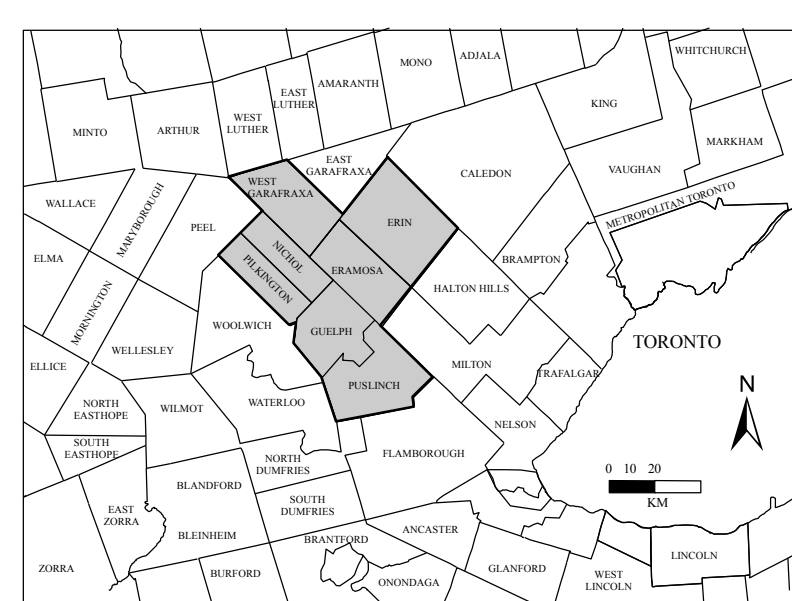 WHITCHURCH
ADJALA
MONO
AMARANTH
EAST
LUTHER
KING
WEST
LUTHER
ARTHUR
MINTO
MARKHAM
EAST
GARAFRAXA
VAUGHAN
CALEDON
WEST
GARAFRAXA
METROPOLITAN TORONTO
WALLACE
MARYBOROUGH
PEEL
ERIN
ELMA
NICHOL
PILKINGTON
ERAMOSA
BRAMPTON
HALTON HILLS
MORNINGTON
WOOLWICH
GUELPH
TORONTO
WELLESLEY
ELLICE
MILTON
TRAFALGAR
PUSLINCH
N
NORTH
EASTHOPE
WILMOT
WATERLOO
NELSON
SOUTH
EASTHOPE
FLAMBOROUGH
NORTH
DUMFRIES
0 10 20
KM
BLANDFORD
SOUTH
DUMFRIES
EAST
ZORRA
BLEINHEIM
ANCASTER
BRANTFORD
LINCOLN
ZORRA
BURFORD
ONONDAGA
GLANFORD
WEST
LINCOLN